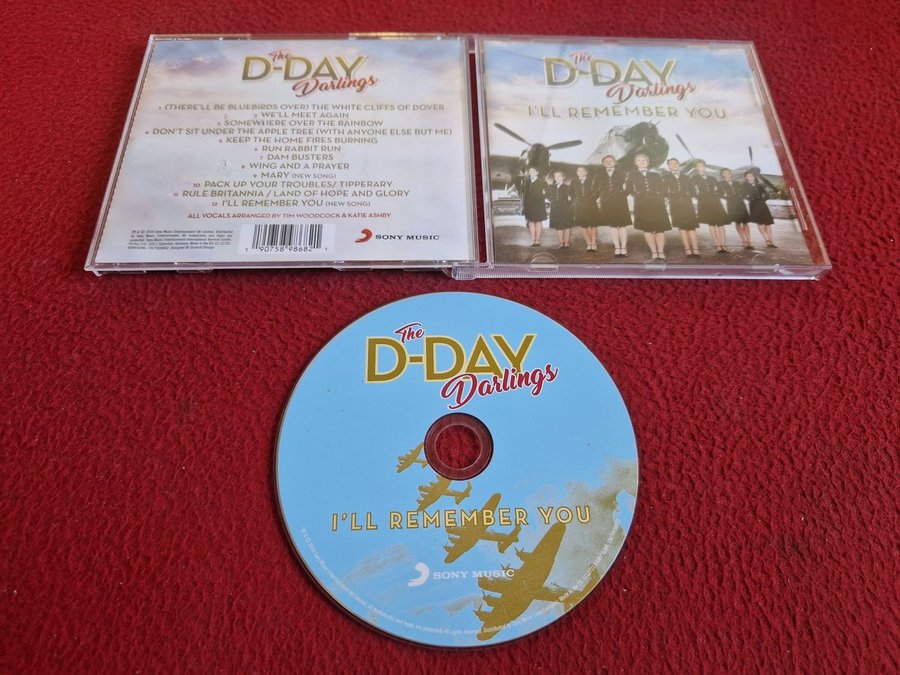 The
D-DAY
Darlings
1 (THERE'LL BE BLUEBIRDS OVER) THE WHITE CLIFFS OF DOVER
2 WE'LL MEET AGAIN
3 SOMEWHERE OVER THE RAINBOW
4 DON'T SIT UNDER THE APPLE TREE (WITH ANYONE ELSE BUT ME)
5 KEEP THE HOME FIRES BURNING
6 RUN RABBIT RUN
7 DAM BUSTERS
8 WING AND A PRAYER
9 MARY (NEW SONG)
10 PACK UP YOUR TROUBLES/ TIPPERARY
11 RULE BRITANNIA / LAND OF HOPE AND GLORY
12 I'LL REMEMBER YOU (NEW SONG)
ALL VOCALS ARRANGED BY TIM WOODCOCK & KATIE ASHBY
1 90758 98682 1
SONY MUSIC
The
D-DAY
Darlings
I'LL REMEMBER YOU
The
D-DAY
Darlings
I'LL REMEMBER YOU
SONY MUSIC